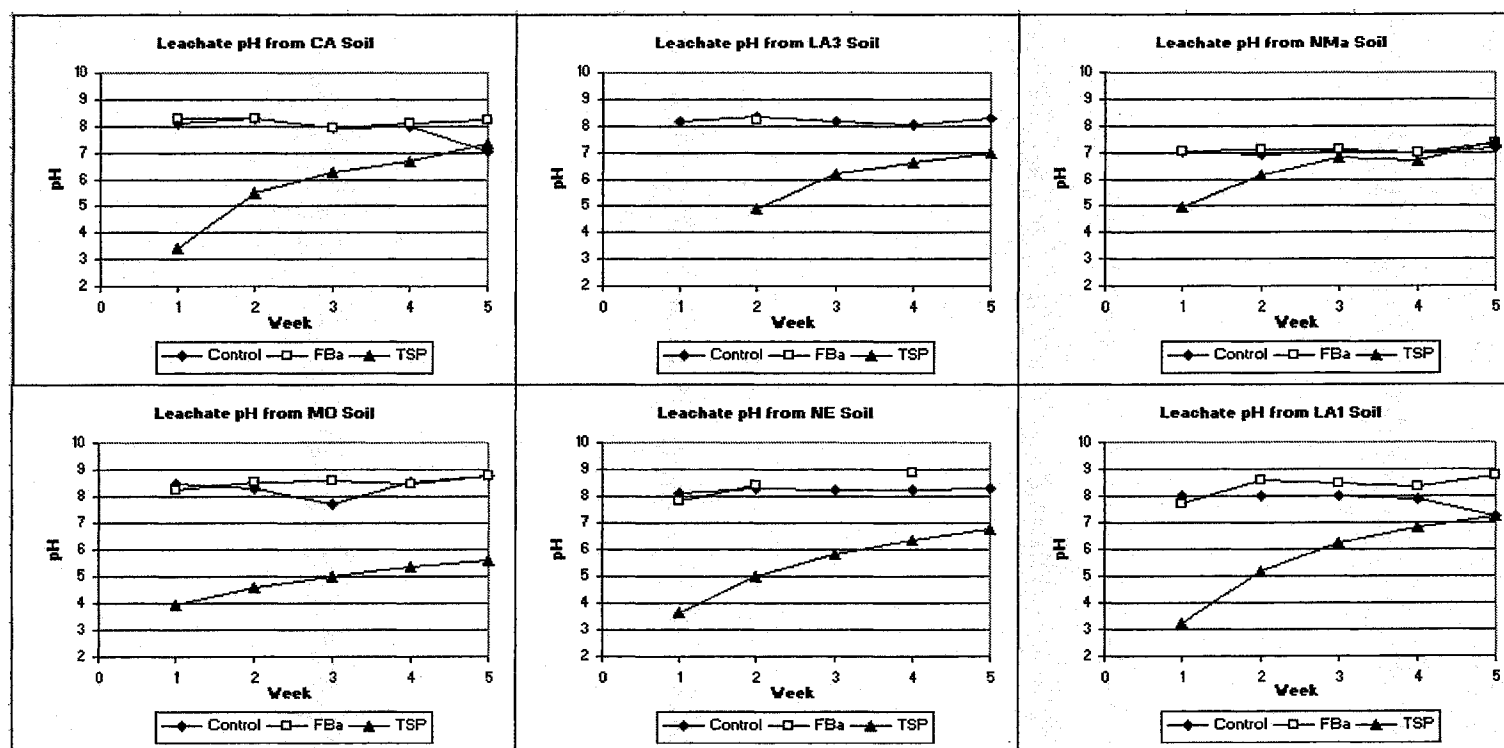 Leachate pH from CA Soil
10
9
8
7
6
5
4
3
2
pH
0 1 2 3 4 5
Week
Control FBa TSP
Leachate pH from LA3 Soil
10
9
8
7
6
5
4
3
2
pH
0 1 2 3 4 5
Week
Control FBa TSP
Leachate pH from NMa Soil
10
9
8
7
6
5
4
3
2
pH
0 1 2 3 4 5
Week
Control FBa TSP
Leachate pH from MO Soil
10
9
8
7
6
5
4
3
2
pH
0 1 2 3 4 5
Week
Control FBa TSP
Leachate pH from NE Soil
10
9
8
7
6
5
4
3
2
pH
0 1 2 3 4 5
Week
Control FBa TSP
Leachate pH from LA1 Soil
10
9
8
7
6
5
4
3
2
pH
0 1 2 3 4 5
Week
Control FBa TSP